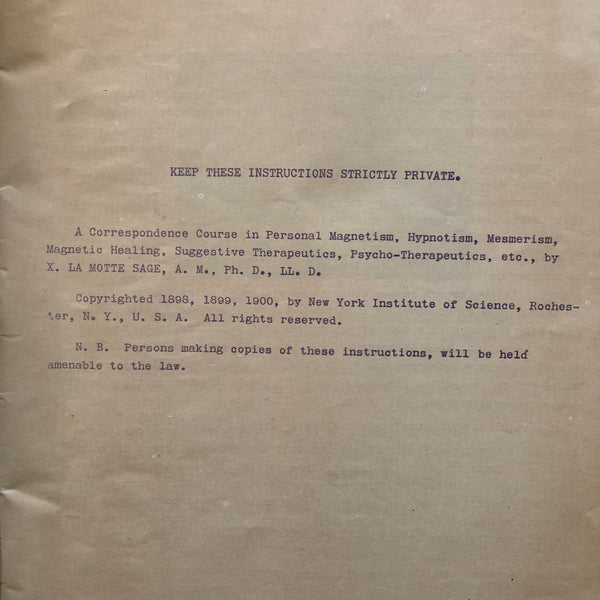 KEEP THESE INSTRUCTIONS STRICTLY PRIVATE.
A Correspondence Course in Personal Magnetism, Hypnotism, Mesmerism,
Magnetic Healing, Suggestive Therapeutics, Psycho-Therapeutics, etc., by
X. LA MOTTE SAGE, A. M., Ph. D., LL. D.
Copyrighted 1898, 1899, 1900, by New York Institute of Science, Roches-
ter, N. Y., U. S. A. All rights reserved.
N. B. Persons making copies of these instructions, will be held
amenable to the law.